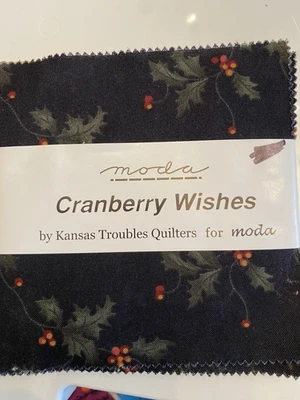 moda
Cranberry Wishes
by Kansas Troubles Quilters for moda